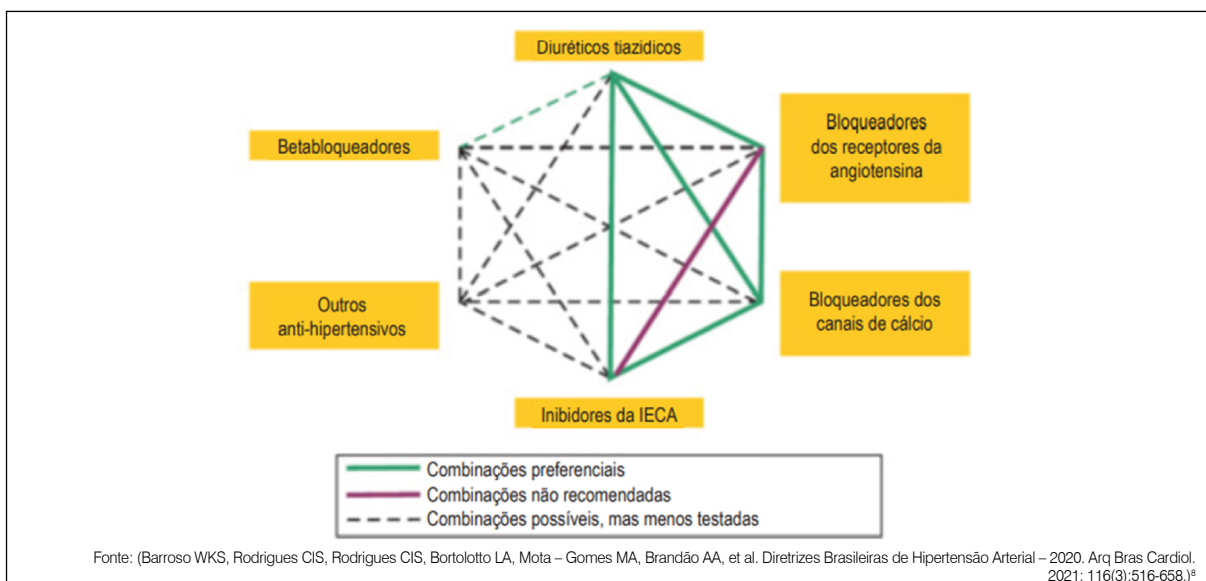 Diuréticos tiazidicos
Betabloqueadores
Bloqueadores
dos receptores da
angiotensina
Outros
anti-hipertensivos
Bloqueadores dos
canais de cálcio
Inibidores da IECA
Combinações preferenciais
Combinações não recomendadas
Combinações possíveis, mas menos testadas
Fonte: (Barroso WKS, Rodrigues CIS, Rodrigues CIS, Bortolotto LA, Mota – Gomes MA, Brandão AA, et al. Diretrizes Brasileiras de Hipertensão Arterial – 2020. Arq Bras Cardiol.
2021; 116(3):516-658.)⁸